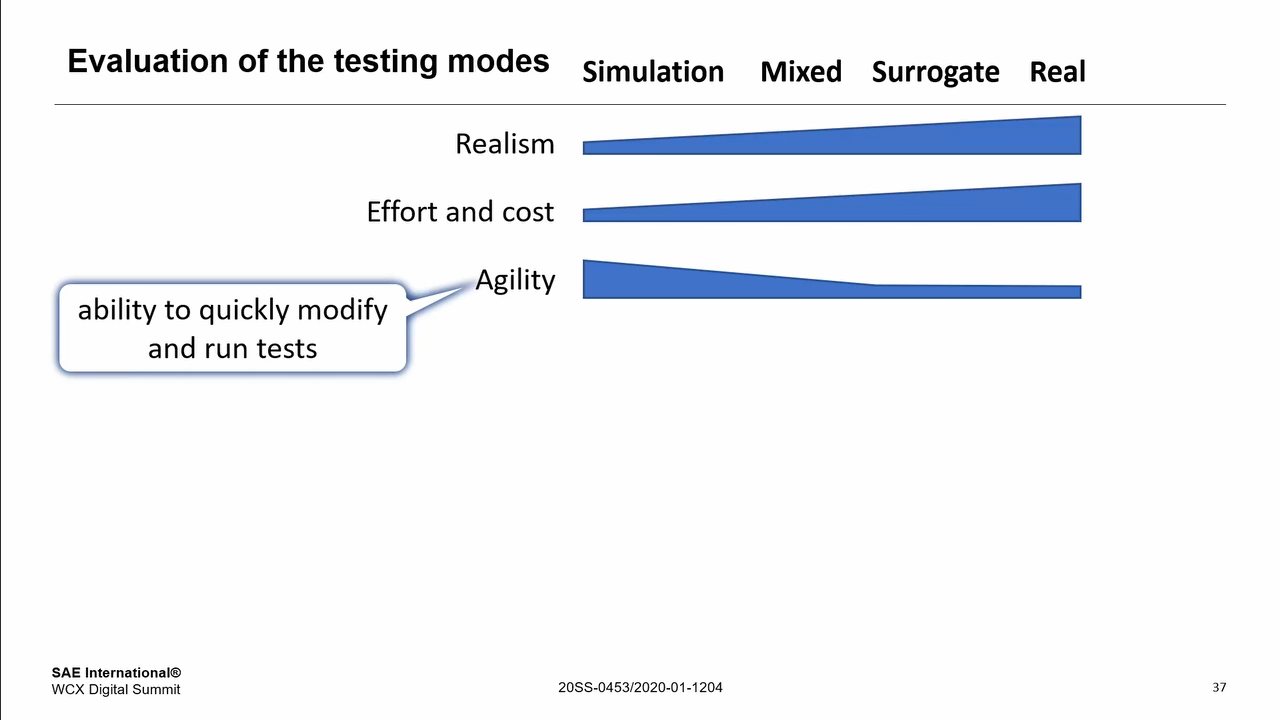 Evaluation of the testing modes
Simulation Mixed Surrogate Real
Realism
Effort and cost
Agility
ability to quickly modify
and run tests
SAE International®
WCX Digital Summit
20SS-0453/2020-01-1204
37